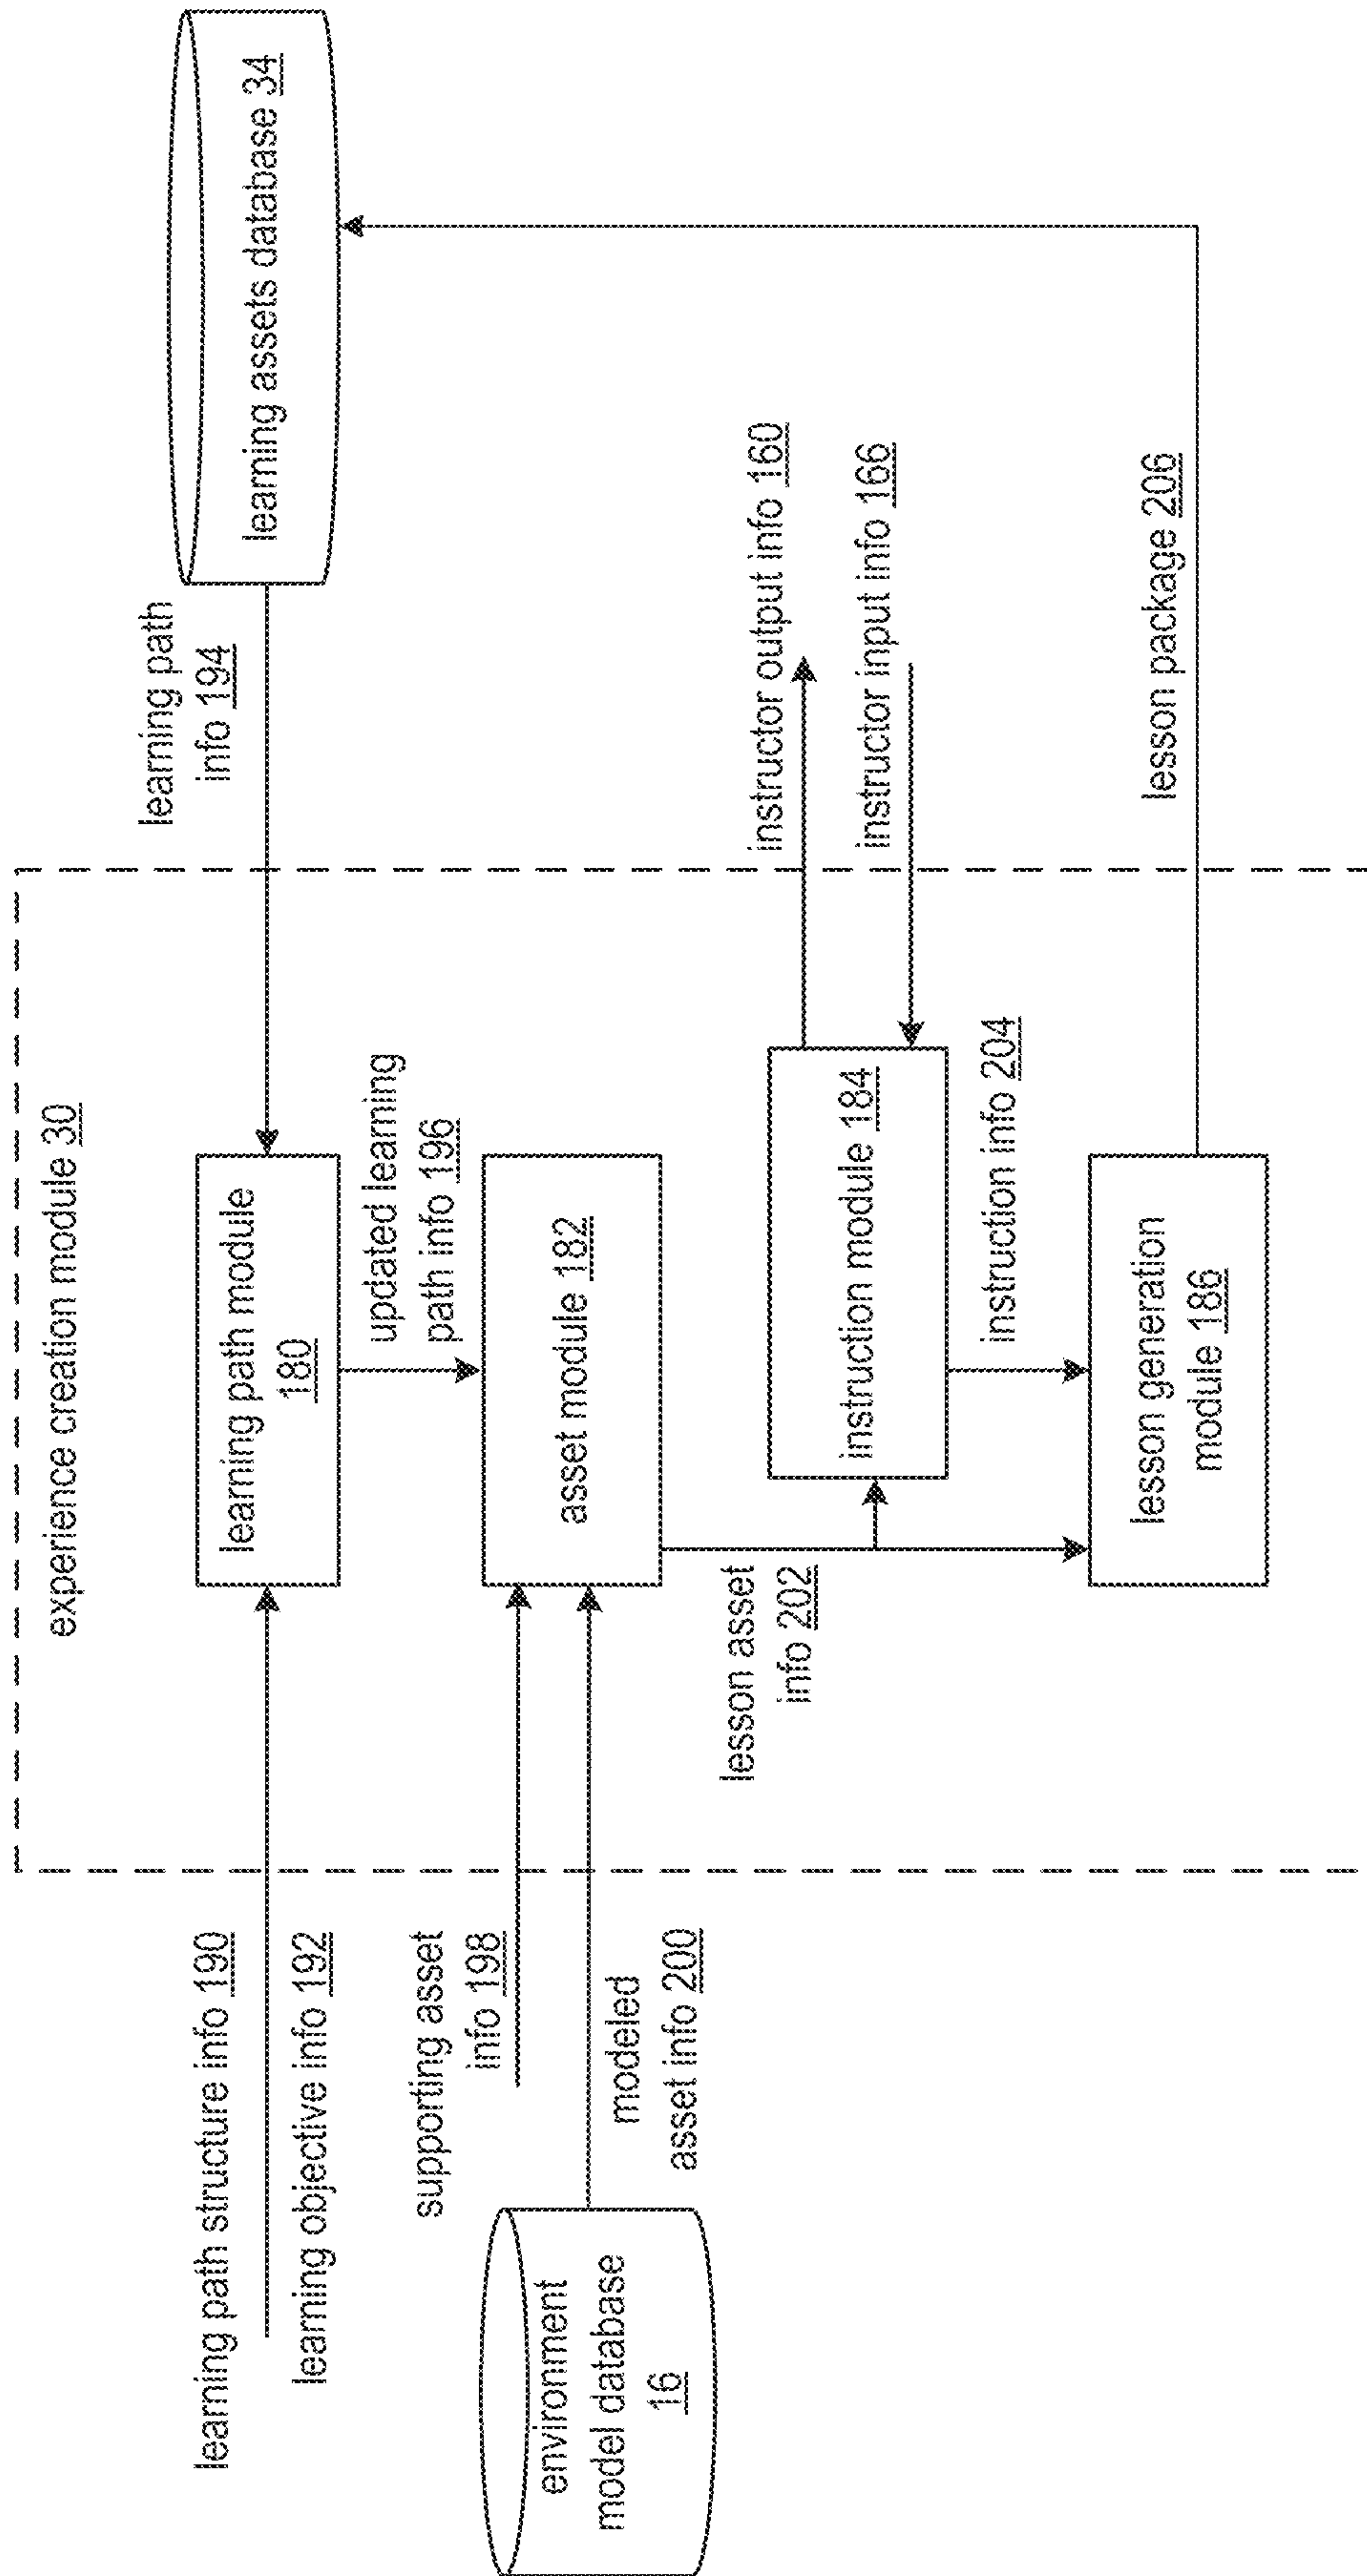 experience creation module 30
learning path structure info 190
learning objective info 192
learning path module
180
learning path
info 194
learning assets database 34
updated learning
path info 196
supporting asset
info 198
environment
model database
16
modeled
asset info 200
asset module 182
lesson asset
info 202
instruction module 184
instructor output info 160
instructor input info 166
instruction info 204
lesson generation
module 186
lesson package 206